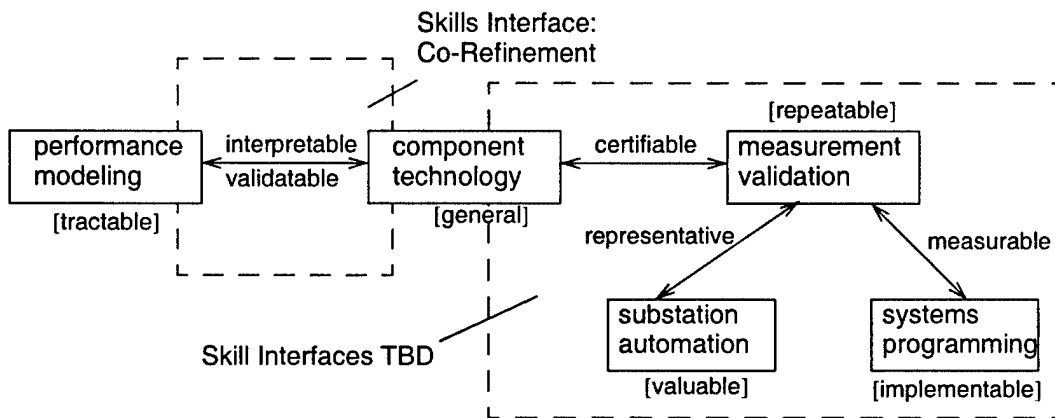 Skills Interface:
Co-Refinement
[repeatable]
performance
modeling
interpretable
validatable
component
technology
certifiable
measurement
validation
[tractable]
[general]
representative
measurable
substation
automation
systems
programming
Skill Interfaces TBD
[valuable]
[implementable]